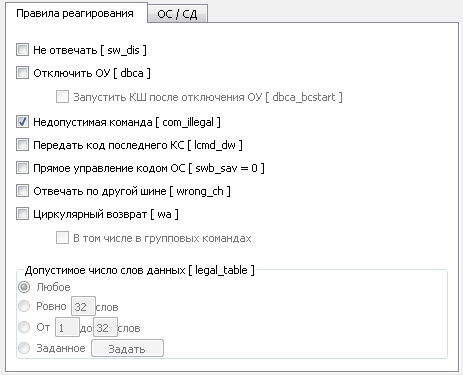 Правила реагирования ОС / СД
Не отвечать [ sw_dis ]
Отключить ОУ [ dbca ]
Запустить КШ после отключения ОУ [ dbca_bcstart ]
Недопустимая команда [ com_illegal ]
Передать код последнего КС [ lcmd_dw ]
Прямое управление кодом ОС [ swb_sav = 0 ]
Отвечать по другой шине [ wrong_ch ]
Циркулярный возврат [ wa ]
В том числе в групповых командах
Допустимое число слов данных [ legal_table ]
Любое
Ровно 32 слов
От 1 до 32 слов
Заданное Задать